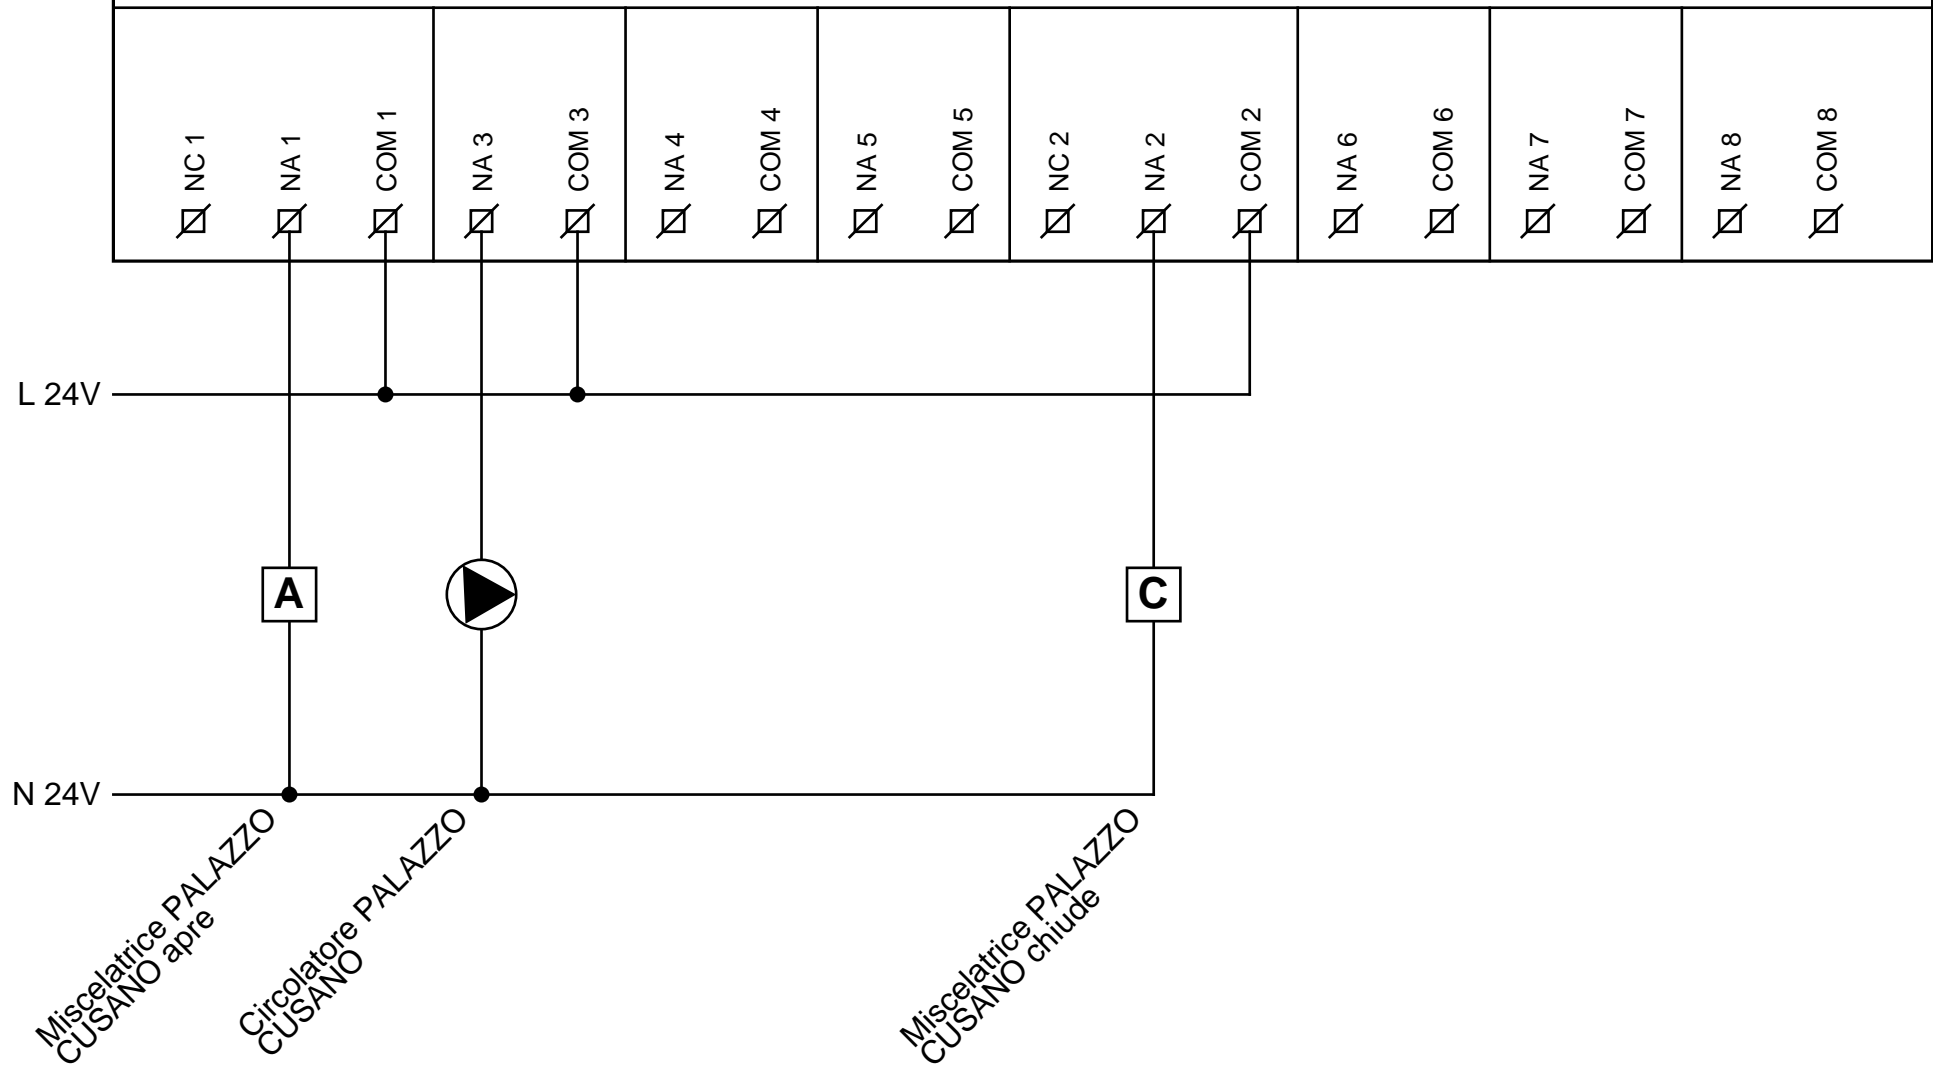 NC 1
NA 1
COM 1
NA 3
COM 3
NA 4
COM 4
NA 5
COM 5
NC 2
NA 2
COM 2
NA 6
COM 6
NA 7
COM 7
NA 8
COM 8
L 24V
A
C
N 24V
Miscelatrice PALAZZO
CUSANO apre
Circolatore PALAZZO
CUSANO
Miscelatrice PALAZZO
CUSANO chiude